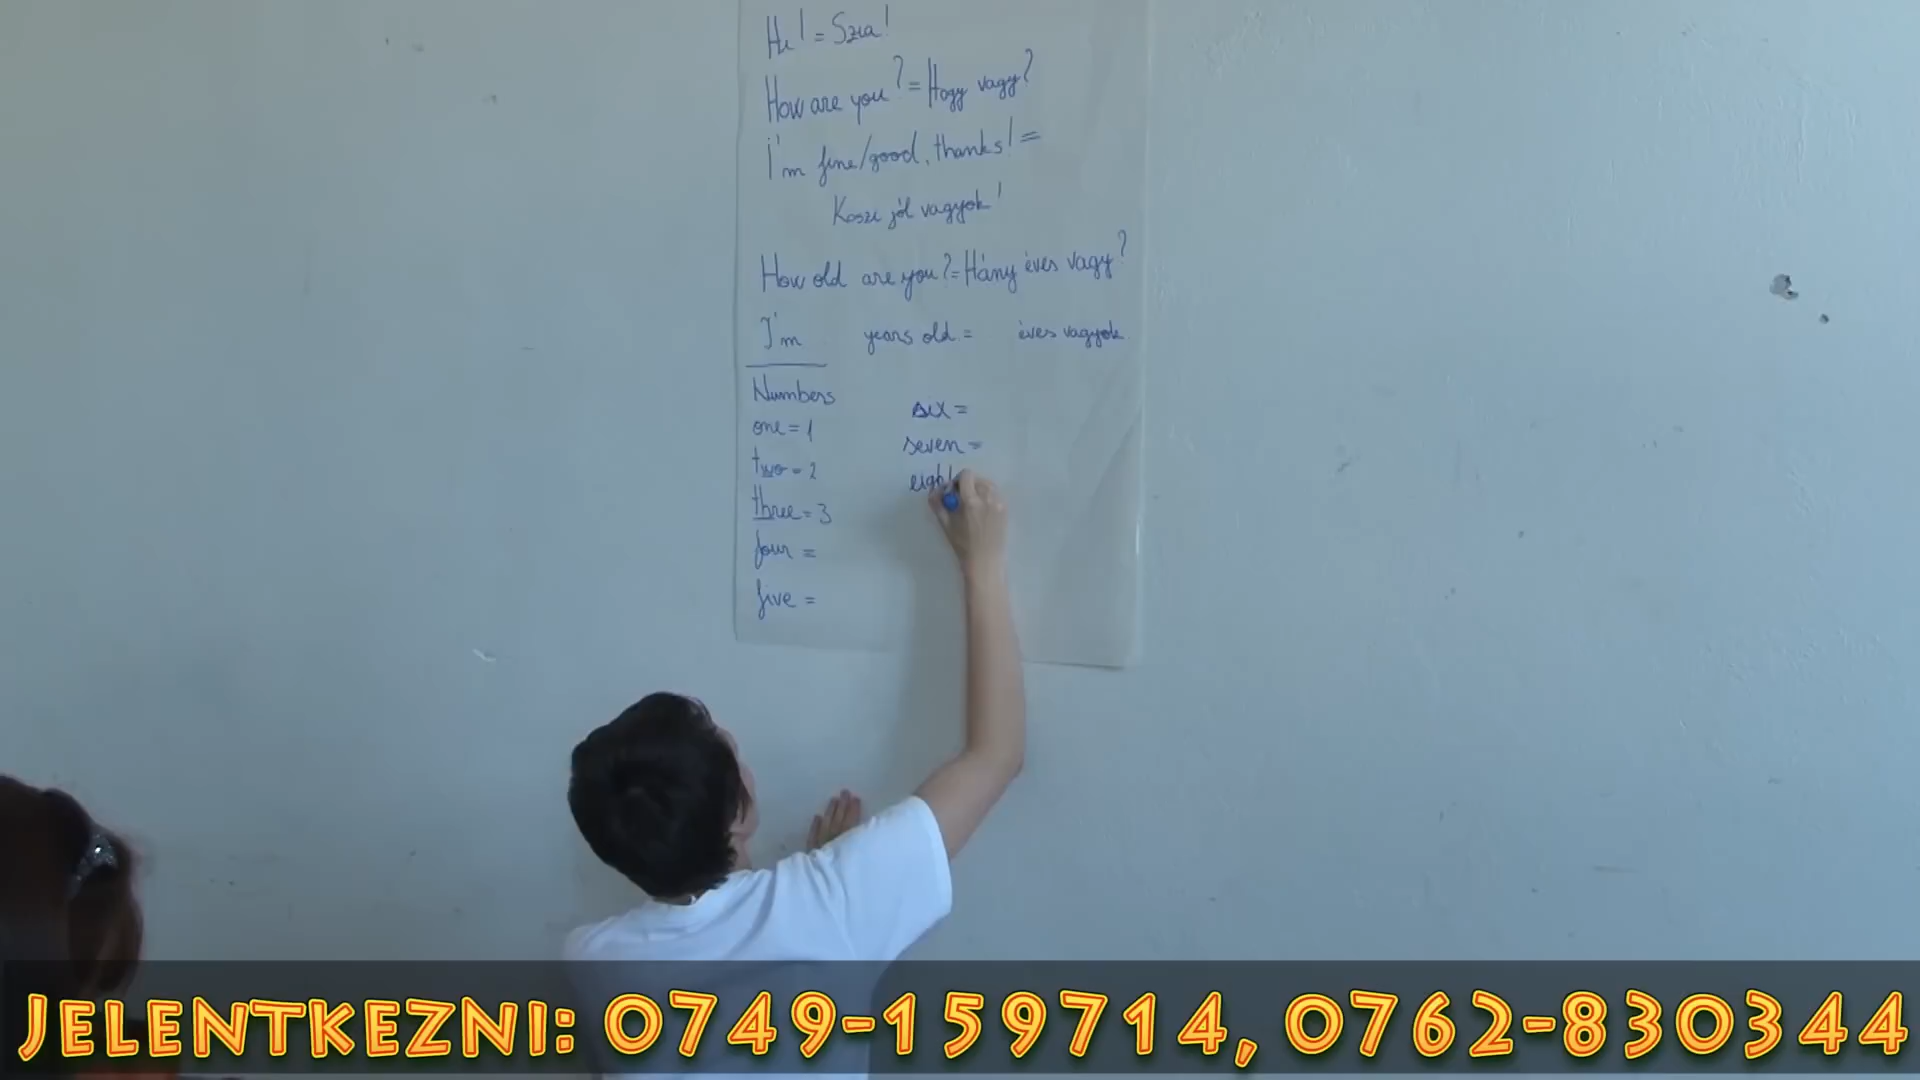 Hi! = Szia!
How are you? = Hogy vagy?
I'm fine/good, thanks! =
Köszi jól vagyok!
How old are you? = Hány éves vagy?
I'm years old. = éves vagyok.
Numbers
one = 1
two = 2
three = 3
four =
five =
six =
seven =
eight
JELENTKEZNI: 0749-159714, 0762-830344